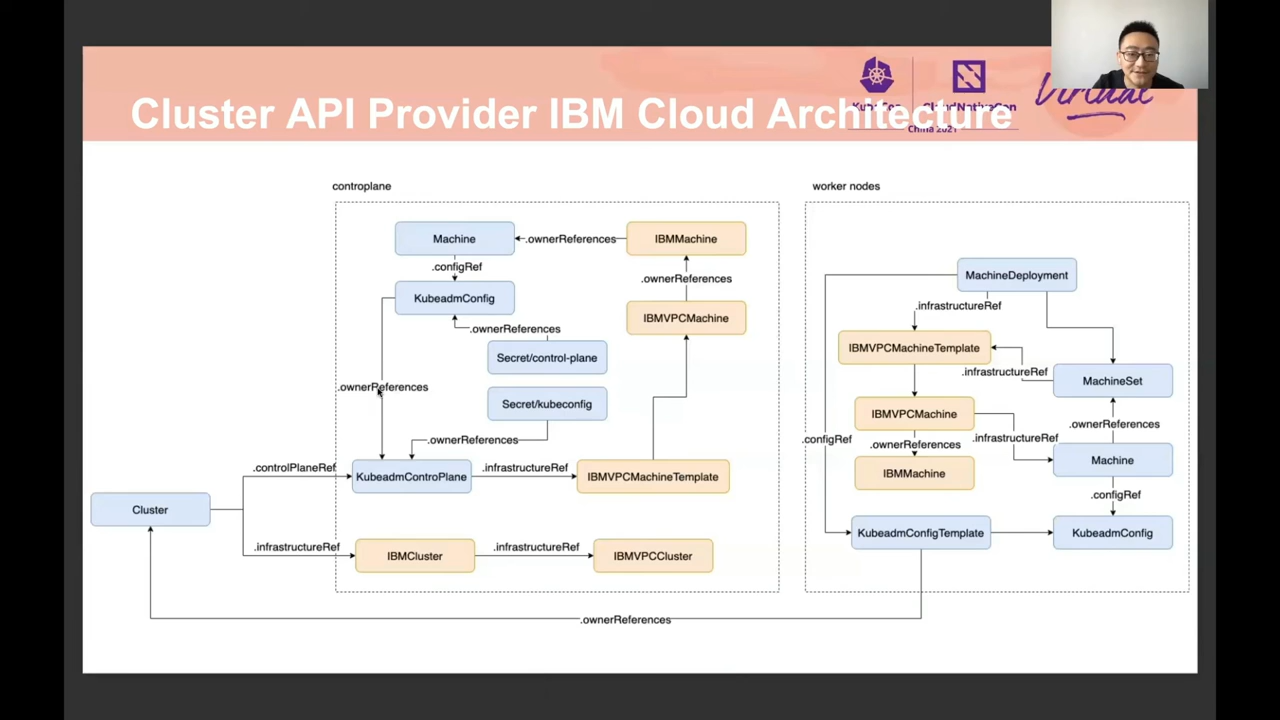 Cluster API Provider IBM Cloud Architecture
KubeCon
CloudNativeCon
China 2021
Virtual
controplane
worker nodes
Machine
.ownerReferences
IBMMachine
.configRef
.ownerReferences
KubeadmConfig
IBMVPCMachine
.ownerReferences
Secret/control-plane
.ownerReferences
Secret/kubeconfig
.ownerReferences
.controlPlaneRef
KubeadmControPlane
.infrastructureRef
IBMVPCMachineTemplate
Cluster
.infrastructureRef
IBMCluster
.infrastructureRef
IBMVPCCluster
MachineDeployment
.infrastructureRef
IBMVPCMachineTemplate
.infrastructureRef
MachineSet
IBMVPCMachine
.ownerReferences
.configRef
.ownerReferences
.infrastructureRef
IBMMachine
Machine
.configRef
KubeadmConfigTemplate
KubeadmConfig
.ownerReferences